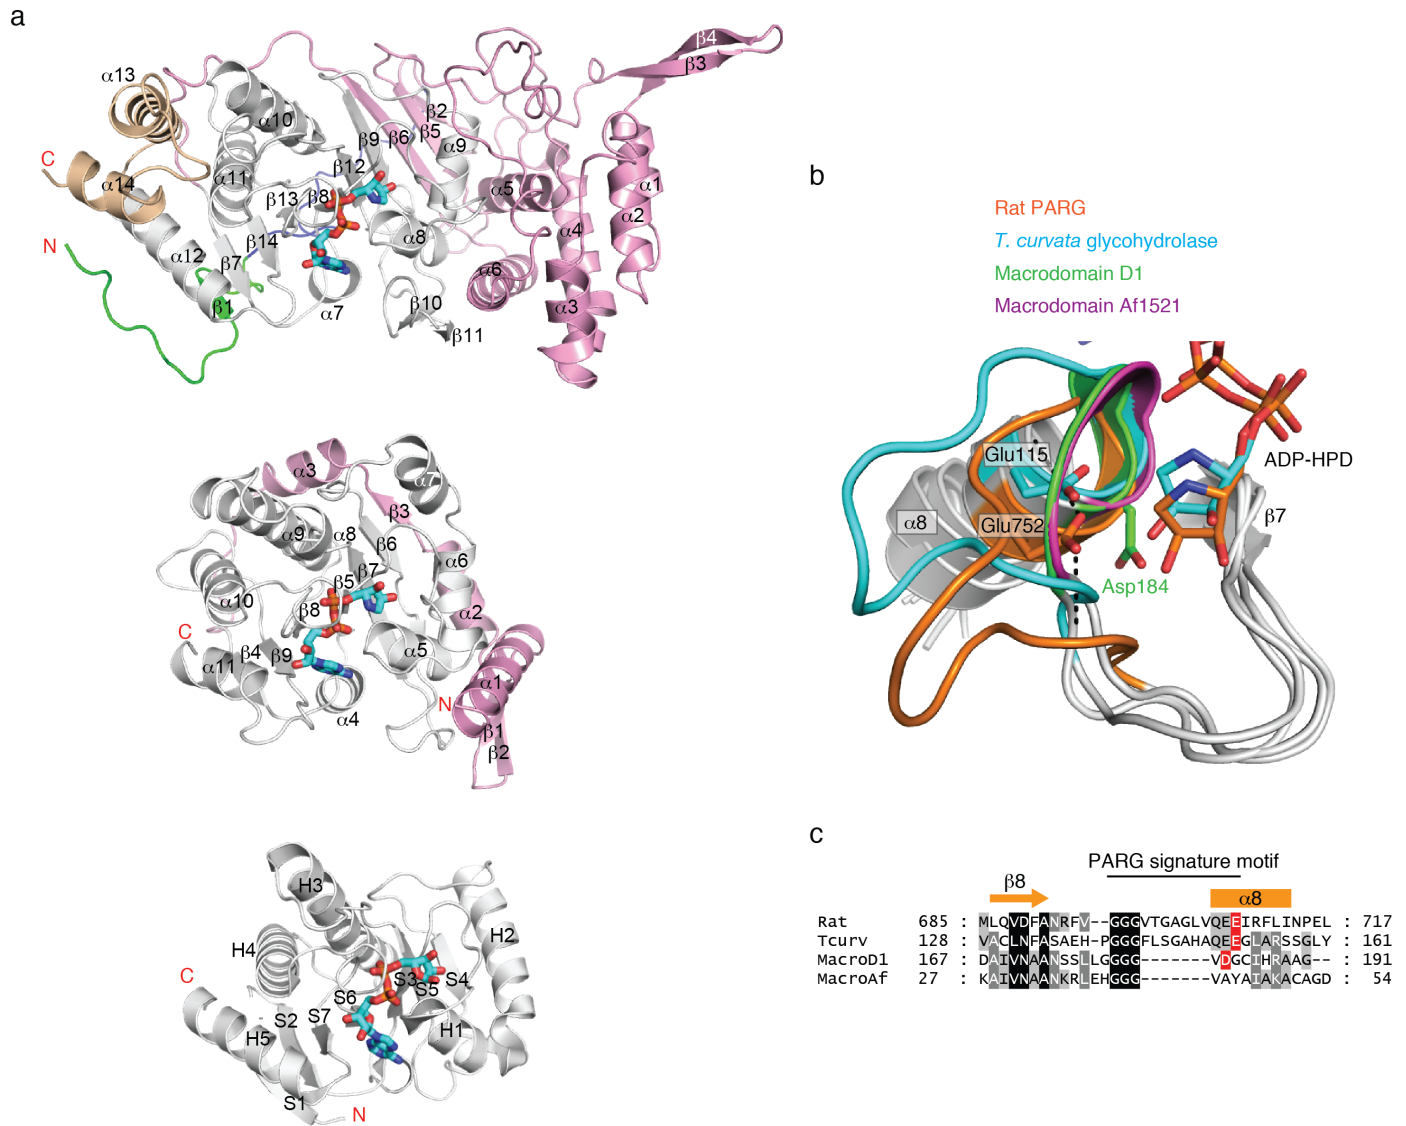 a
α13
β4
β3
α10
β2
β5
β6
β9
α9
C
α14
α11
β12
α5
α1
β13
β8
α2
N
β14
α8
α4
α12
β7
α6
β1
α7
β10
α3
β11
α3
α7
β3
α9
α8
β6
β7
α6
β5
α10
β8
α2
C
α11
β4
β9
α5
α1
N
α4
β1
β2
H3
H4
H2
C
S3
S4
S5
S6
S2
S7
H5
H1
S1
N
b
Rat PARG
T. curvata glycohydrolase
Macrodomain D1
Macrodomain Af1521
Glu115
ADP-HPD
α8
Glu752
β7
Asp184
c
PARG signature motif
β8
α8
Rat 685 : MLQVDFANRFV--GGGVTGAGLVQEEIRFLINPEL : 717
Tcurv 128 : VACLNFASAEH-PGGGFLSGAHAQEEGLARSSGLY : 161
MacroD1 167 : DAIVNAANSSLLGGGG-------VDGCIHRAAG-- : 191
MacroAf 27 : KAIVNAANKRLEHGGG-------VAYAIAKACAGD : 54